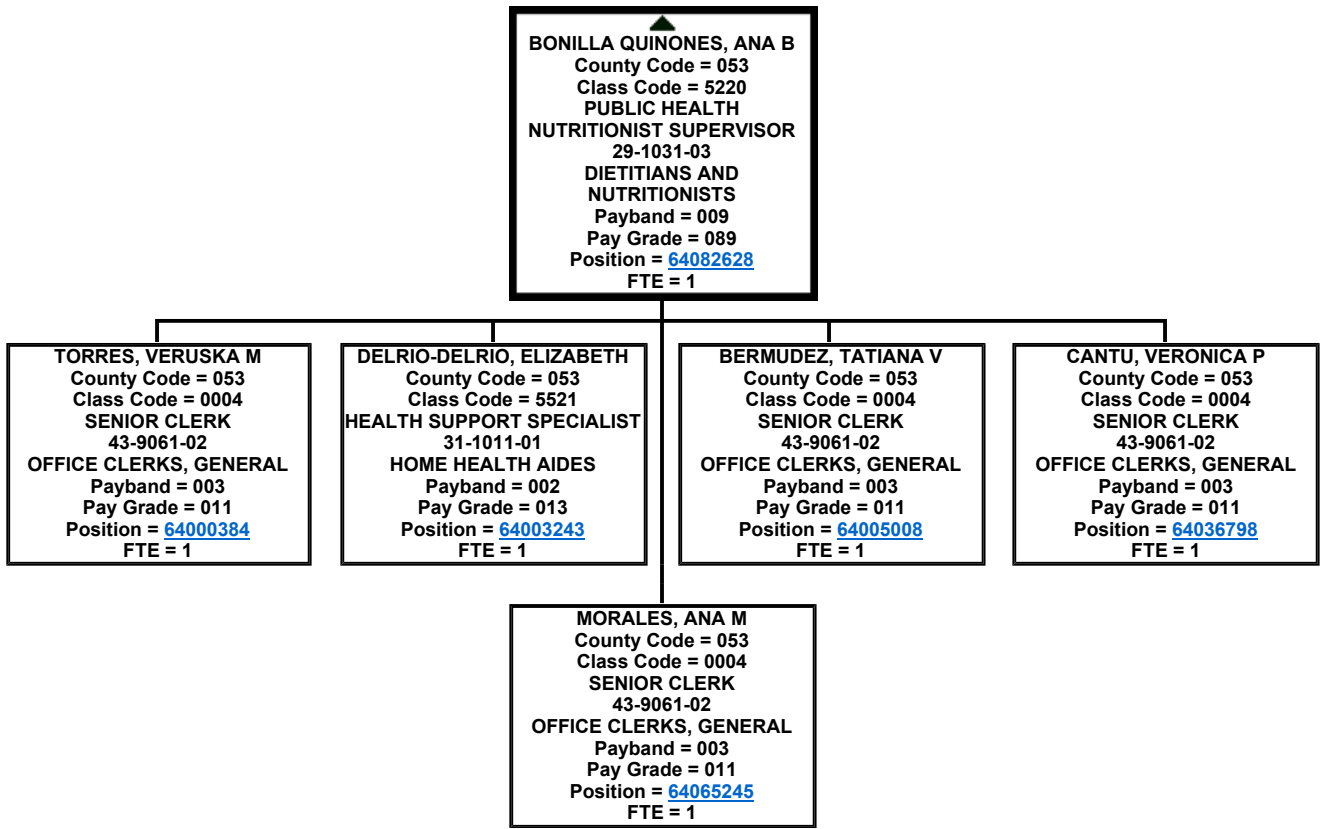 BONILLA QUINONES, ANA B
County Code = 053
Class Code = 5220
PUBLIC HEALTH
NUTRITIONIST SUPERVISOR
29-1031-03
DIETITIANS AND
NUTRITIONISTS
Payband = 009
Pay Grade = 089
Position = 64082628
FTE = 1
TORRES, VERUSKA M
County Code = 053
Class Code = 0004
SENIOR CLERK
43-9061-02
OFFICE CLERKS, GENERAL
Payband = 003
Pay Grade = 011
Position = 64000384
FTE = 1
DELRIO-DELRIO, ELIZABETH
County Code = 053
Class Code = 5521
HEALTH SUPPORT SPECIALIST
31-1011-01
HOME HEALTH AIDES
Payband = 002
Pay Grade = 013
Position = 64003243
FTE = 1
BERMUDEZ, TATIANA V
County Code = 053
Class Code = 0004
SENIOR CLERK
43-9061-02
OFFICE CLERKS, GENERAL
Payband = 003
Pay Grade = 011
Position = 64005008
FTE = 1
CANTU, VERONICA P
County Code = 053
Class Code = 0004
SENIOR CLERK
43-9061-02
OFFICE CLERKS, GENERAL
Payband = 003
Pay Grade = 011
Position = 64036798
FTE = 1
MORALES, ANA M
County Code = 053
Class Code = 0004
SENIOR CLERK
43-9061-02
OFFICE CLERKS, GENERAL
Payband = 003
Pay Grade = 011
Position = 64065245
FTE = 1